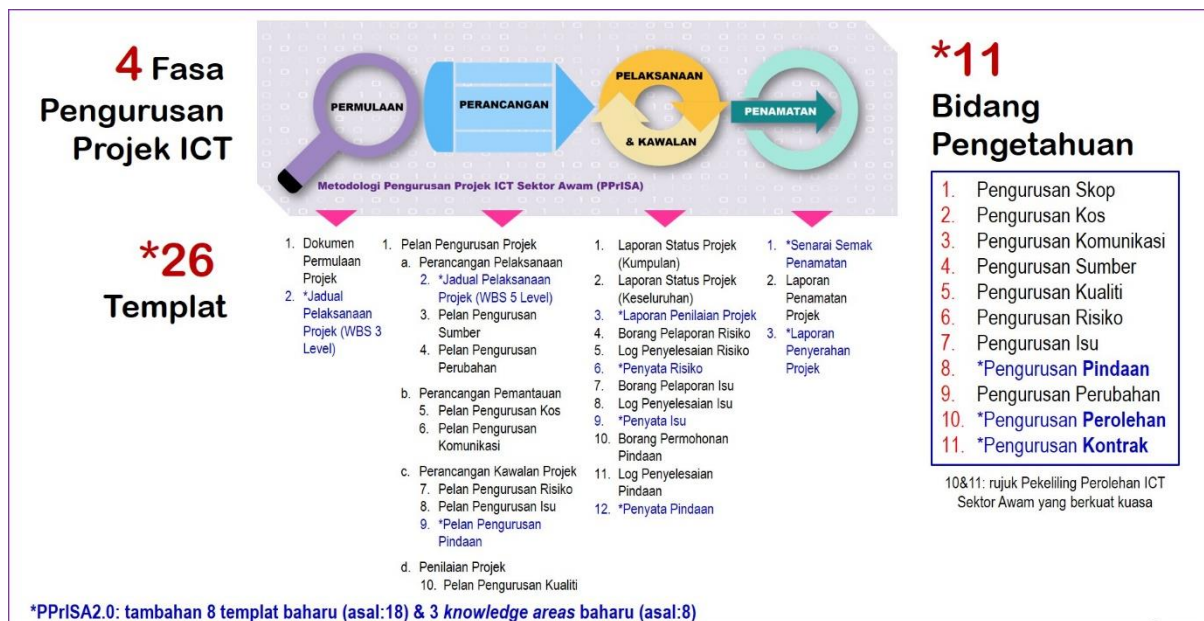 4 Fasa
Pengurusan
Projek ICT
PERMULAAN
PERANCANGAN
PELAKSANAAN
& KAWALAN
PENAMATAN
Metodologi Pengurusan Projek ICT Sektor Awam (PPrISA)
*26
Templat
1. Dokumen
Permulaan
Projek
2. *Jadual
Pelaksanaan
Projek (WBS 3
Level)
1. Pelan Pengurusan Projek
a. Perancangan Pelaksanaan
2. *Jadual Pelaksanaan
Projek (WBS 5 Level)
3. Pelan Pengurusan
Sumber
4. Pelan Pengurusan
Perubahan
b. Perancangan Pemantauan
5. Pelan Pengurusan Kos
6. Pelan Pengurusan
Komunikasi
c. Perancangan Kawalan Projek
7. Pelan Pengurusan Risiko
8. Pelan Pengurusan Isu
9. *Pelan Pengurusan
Pindaan
d. Penilaian Projek
10. Pelan Pengurusan Kualiti
1. Laporan Status Projek
(Kumpulan)
2. Laporan Status Projek
(Keseluruhan)
3. *Laporan Penilaian Projek
4. Borang Pelaporan Risiko
5. Log Penyelesaian Risiko
6. *Penyata Risiko
7. Borang Pelaporan Isu
8. Log Penyelesaian Isu
9. *Penyata Isu
10. Borang Permohonan
Pindaan
11. Log Penyelesaian
Pindaan
12. *Penyata Pindaan
1. *Senarai Semak
Penamatan
2. Laporan
Penamatan
Projek
3. *Laporan
Penyerahan
Projek
*11
Bidang
Pengetahuan
1. Pengurusan Skop
2. Pengurusan Kos
3. Pengurusan Komunikasi
4. Pengurusan Sumber
5. Pengurusan Kualiti
6. Pengurusan Risiko
7. Pengurusan Isu
8. *Pengurusan Pindaan
9. Pengurusan Perubahan
10. *Pengurusan Perolehan
11. *Pengurusan Kontrak
10&11: rujuk Pekeliling Perolehan ICT
Sektor Awam yang berkuat kuasa
*PPrISA2.0: tambahan 8 templat baharu (asal:18) & 3 knowledge areas baharu (asal:8)